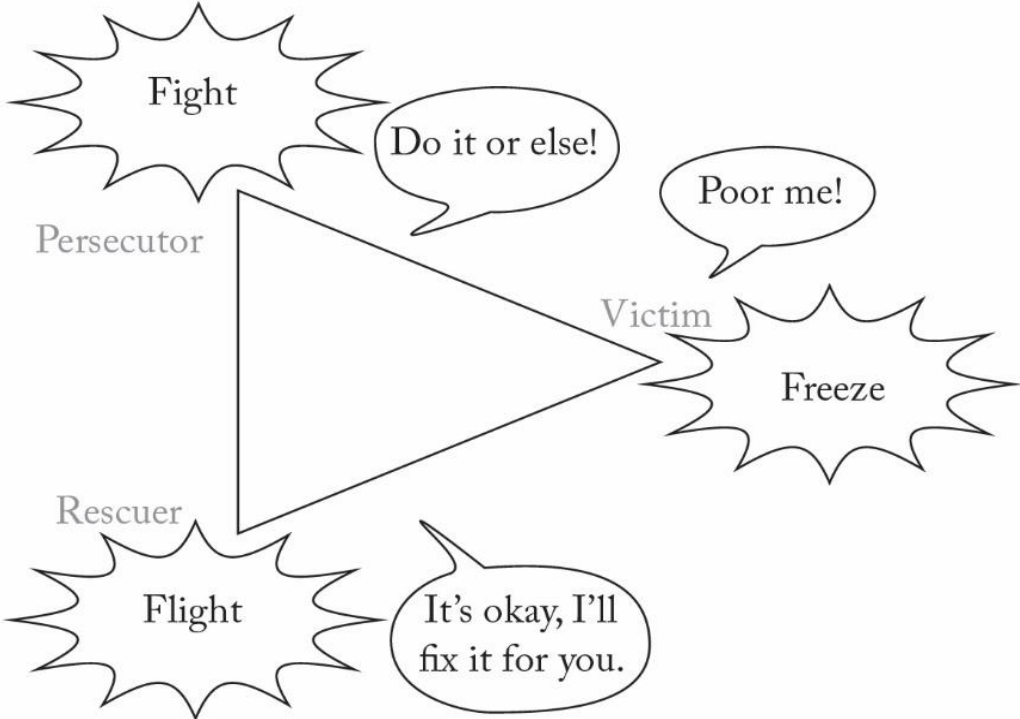 Fight
Do it or else!
Poor me!
Persecutor
Victim
Freeze
Rescuer
Flight
It’s okay, I’ll
fix it for you.